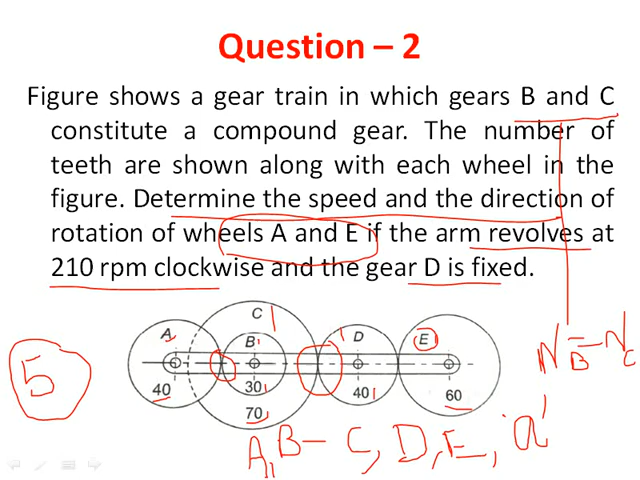 Question – 2
Figure shows a gear train in which gears B and C
constitute a compound gear. The number of
teeth are shown along with each wheel in the
figure. Determine the speed and the direction of
rotation of wheels A and E if the arm revolves at
210 rpm clockwise and the gear D is fixed.
C
A B D E
40 30 40 60
70
5
N_B = N_C
A, B – C, D, E, 'a'